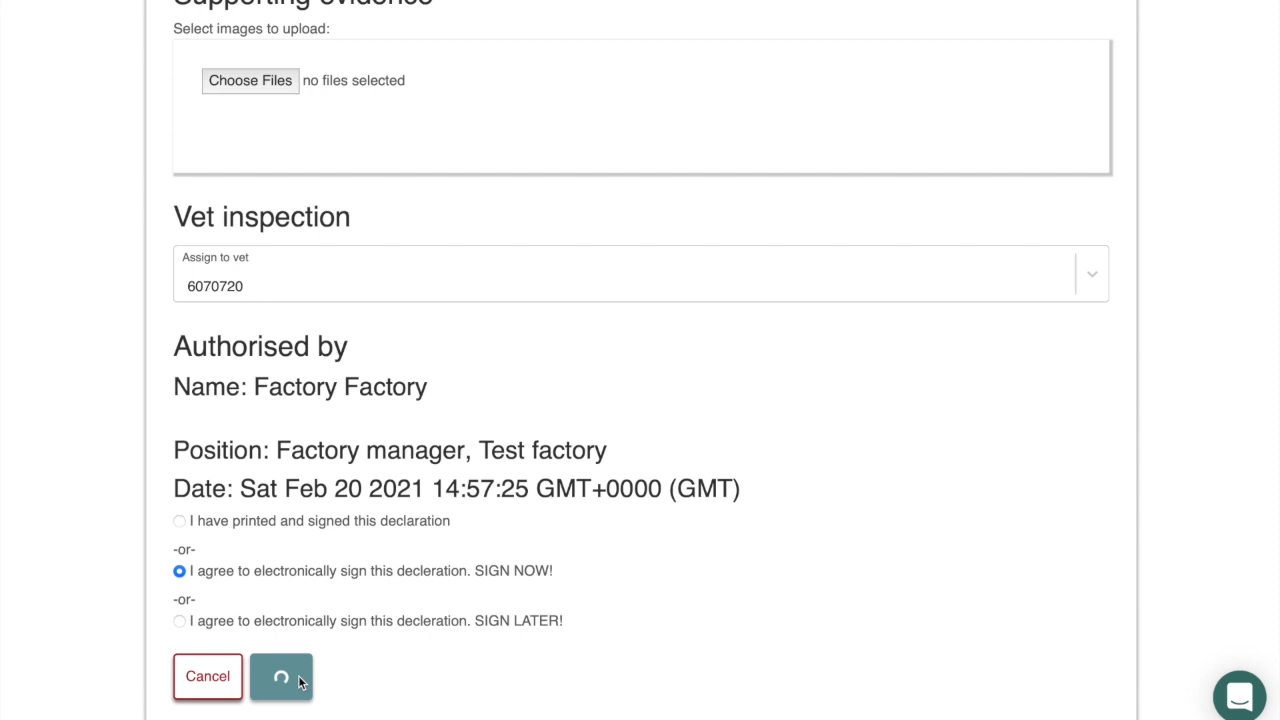 Supporting evidence
Select images to upload:
Choose Files no files selected
Vet inspection
Assign to vet
6070720
Authorised by
Name: Factory Factory
Position: Factory manager, Test factory
Date: Sat Feb 20 2021 14:57:25 GMT+0000 (GMT)
I have printed and signed this declaration
-or-
I agree to electronically sign this decleration. SIGN NOW!
-or-
I agree to electronically sign this decleration. SIGN LATER!
Cancel